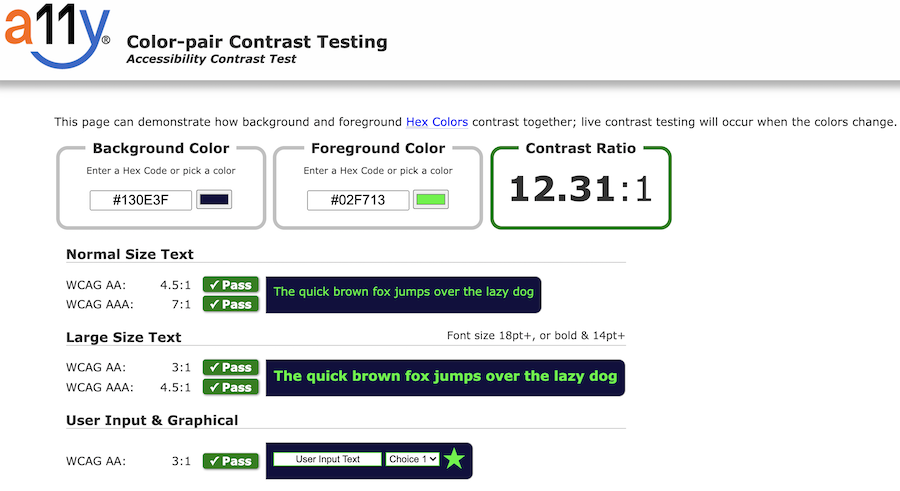 a11y®
Color-pair Contrast Testing
Accessibility Contrast Test
This page can demonstrate how background and foreground Hex Colors contrast together; live contrast testing will occur when the colors change.
Background Color
Enter a Hex Code or pick a color
#130E3F
Foreground Color
Enter a Hex Code or pick a color
#02F713
Contrast Ratio
12.31:1
Normal Size Text
WCAG AA: 4.5:1 ✓ Pass
WCAG AAA: 7:1 ✓ Pass
The quick brown fox jumps over the lazy dog
Large Size Text
Font size 18pt+, or bold & 14pt+
WCAG AA: 3:1 ✓ Pass
WCAG AAA: 4.5:1 ✓ Pass
The quick brown fox jumps over the lazy dog
User Input & Graphical
WCAG AA: 3:1 ✓ Pass
User Input Text
Choice 1